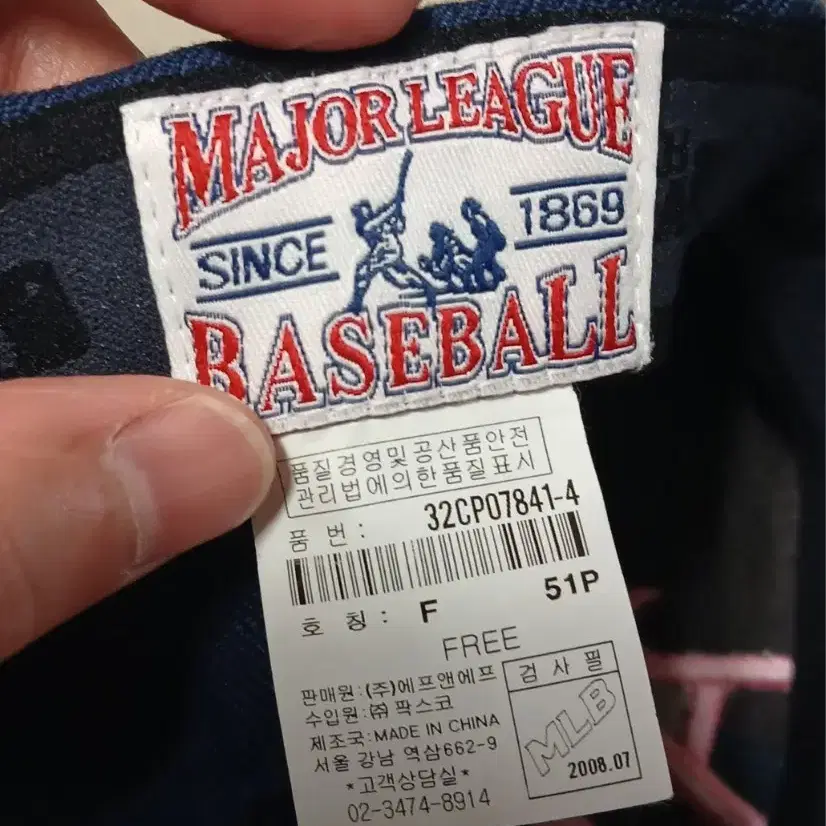 MAJOR LEAGUE
SINCE 1869
BASEBALL
품질경영및공산품안전
관리법에의한품질표시
품 번 : 32CP07841-4
호 칭 : F 51P
FREE
판매원:(주)에프앤에프
수입원:㈜팍스코
제조국:MADE IN CHINA
서울 강남 역삼662-9
*고객상담실*
02-3474-8914
검사필
MLB
2008.07